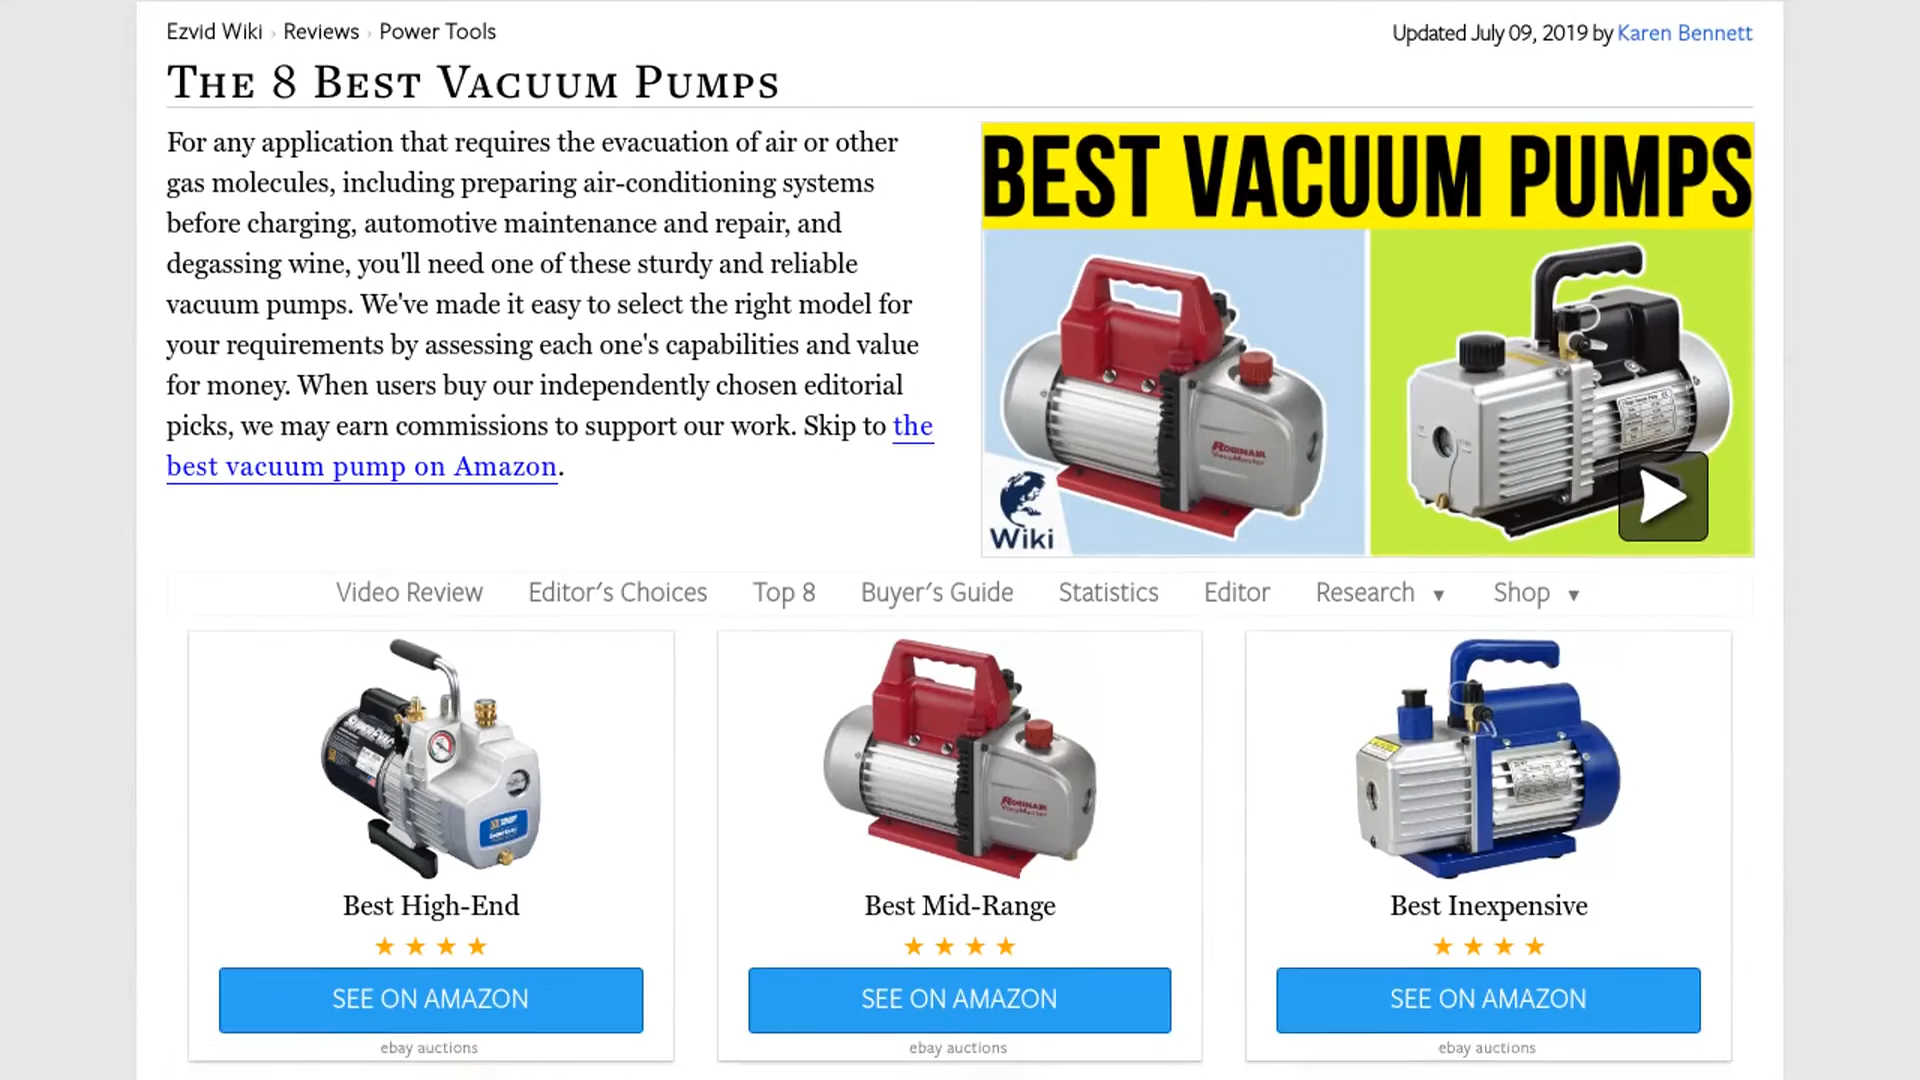 Ezvid Wiki › Reviews › Power Tools
Updated July 09, 2019 by Karen Bennett
THE 8 BEST VACUUM PUMPS
For any application that requires the evacuation of air or other
gas molecules, including preparing air-conditioning systems
before charging, automotive maintenance and repair, and
degassing wine, you'll need one of these sturdy and reliable
vacuum pumps. We've made it easy to select the right model for
your requirements by assessing each one's capabilities and value
for money. When users buy our independently chosen editorial
picks, we may earn commissions to support our work. Skip to the
best vacuum pump on Amazon.
BEST VACUUM PUMPS
ROBINAIR
VacuMaster
Wiki
Video Review Editor's Choices Top 8 Buyer's Guide Statistics Editor Research ▼ Shop ▼
SUPEREVAC
ROBINAIR
VacuMaster
Best High-End
Best Mid-Range
Best Inexpensive
SEE ON AMAZON
SEE ON AMAZON
SEE ON AMAZON
ebay auctions
ebay auctions
ebay auctions